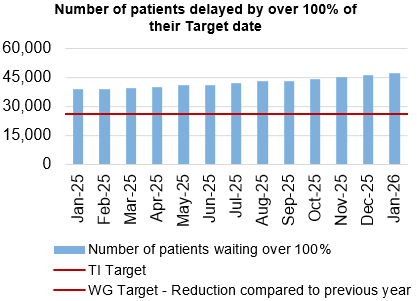 Number of patients delayed by over 100% of
their Target date
60,000
45,000
30,000
15,000
0
Jan-25
Feb-25
Mar-25
Apr-25
May-25
Jun-25
Jul-25
Aug-25
Sep-25
Oct-25
Nov-25
Dec-25
Jan-26
Number of patients waiting over 100%
TI Target
WG Target - Reduction compared to previous year